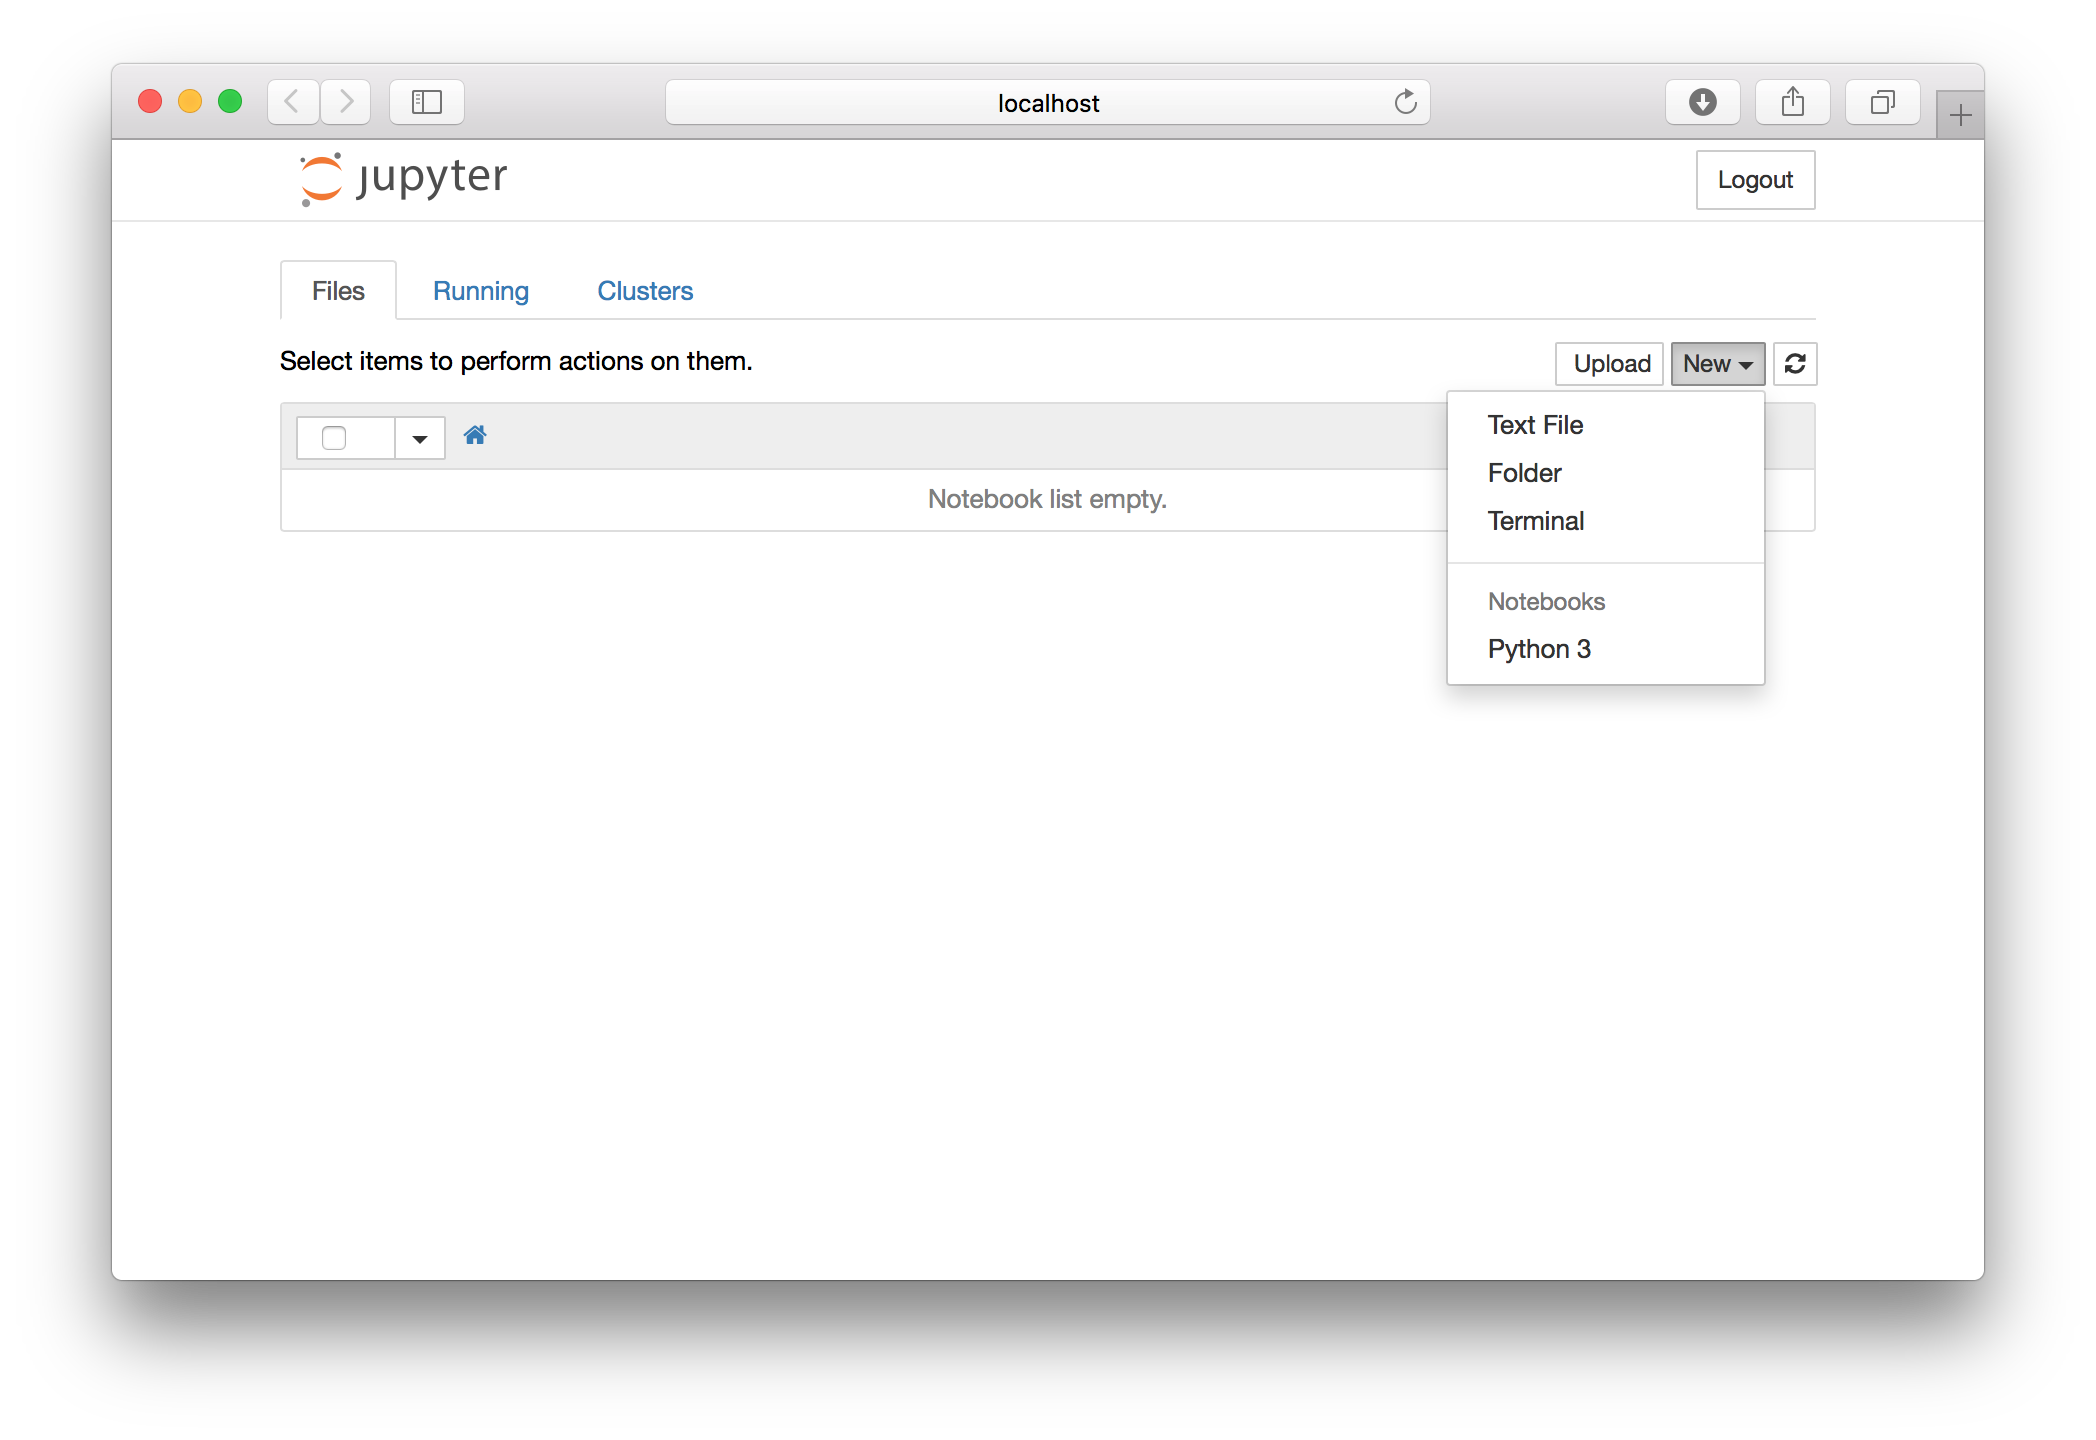 localhost
jupyter
Logout
Files Running Clusters
Select items to perform actions on them.
Upload New
Text File
Folder
Terminal
Notebook list empty.
Notebooks
Python 3